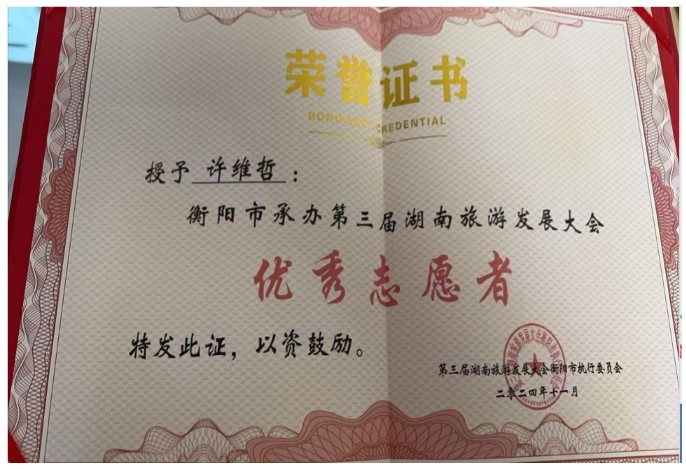 荣誉证书
HONORARY CREDENTIAL
授予 许维哲：
衡阳市承办第三届湖南旅游发展大会
优秀志愿者
特发此证，以资鼓励。
第三届湖南旅游发展大会衡阳市执行委员会
二〇二四年十一月